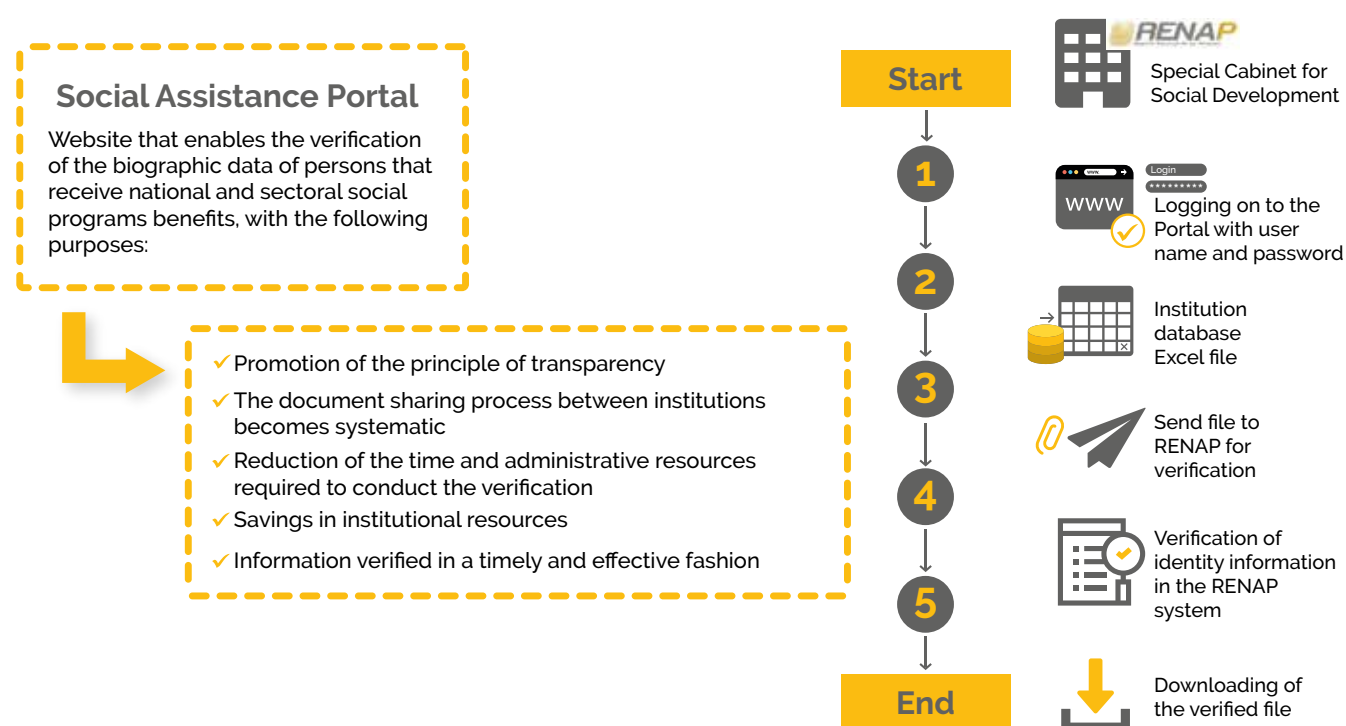 Social Assistance Portal
Website that enables the verification
of the biographic data of persons that
receive national and sectoral social
programs benefits, with the following
purposes:
✓ Promotion of the principle of transparency
✓ The document sharing process between institutions
becomes systematic
✓ Reduction of the time and administrative resources
required to conduct the verification
✓ Savings in institutional resources
✓ Information verified in a timely and effective fashion
Start
1
2
3
4
5
End
RENAP
Special Cabinet for
Social Development
www
Login
*********
WWW
Logging on to the
Portal with user
name and password
Institution
database
Excel file
X
Send file to
RENAP for
verification
Verification of
identity information
in the RENAP
system
Downloading of
the verified file